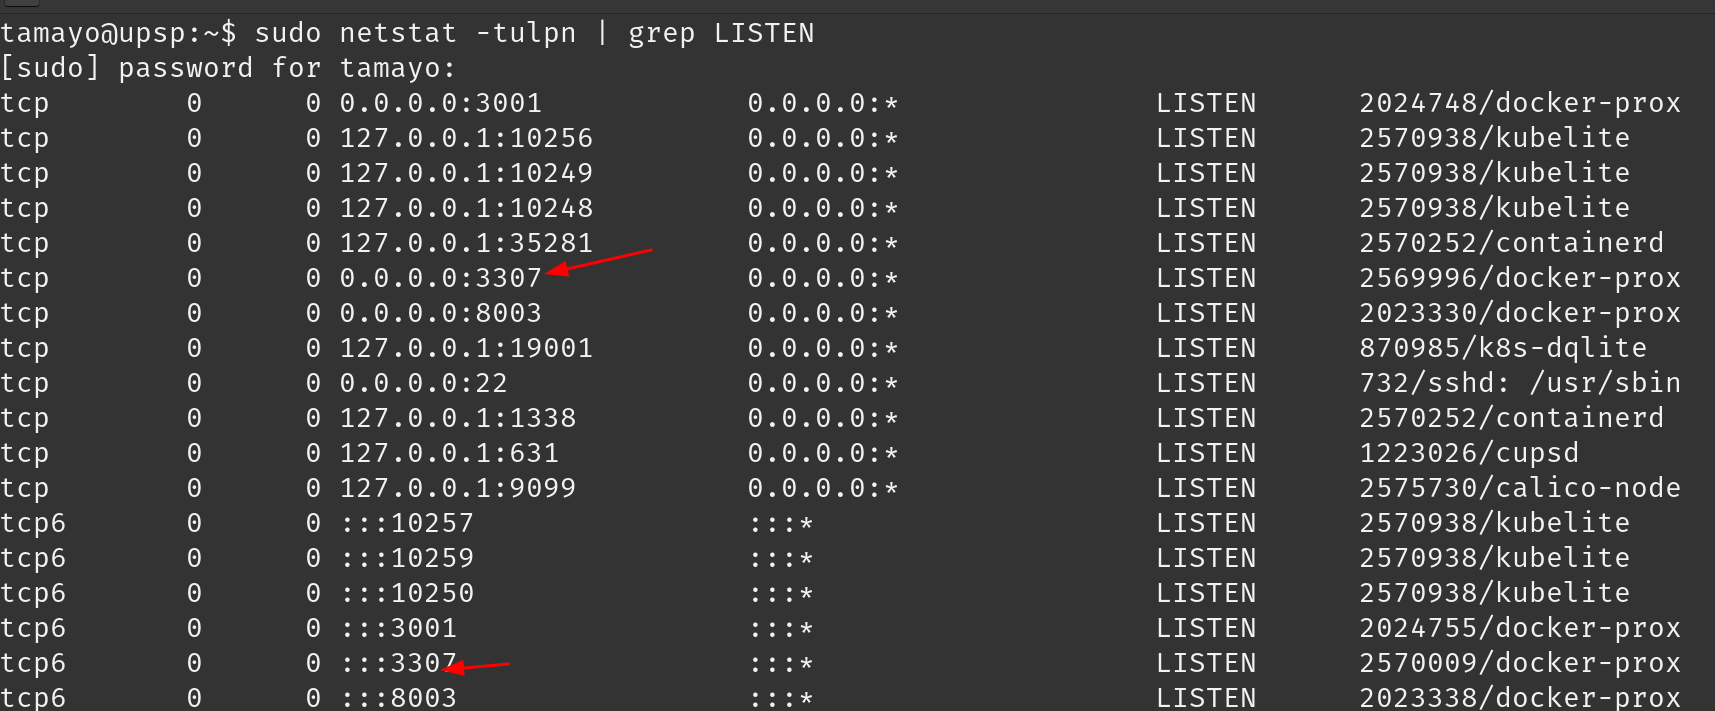 tamayo@upsp:~$ sudo netstat -tulpn | grep LISTEN
[sudo] password for tamayo:
tcp        0      0 0.0.0.0:3001            0.0.0.0:*               LISTEN      2024748/docker-prox
tcp        0      0 127.0.0.1:10256         0.0.0.0:*               LISTEN      2570938/kubelite
tcp        0      0 127.0.0.1:10249         0.0.0.0:*               LISTEN      2570938/kubelite
tcp        0      0 127.0.0.1:10248         0.0.0.0:*               LISTEN      2570938/kubelite
tcp        0      0 127.0.0.1:35281         0.0.0.0:*               LISTEN      2570252/containerd
tcp        0      0 0.0.0.0:3307            0.0.0.0:*               LISTEN      2569996/docker-prox
tcp        0      0 0.0.0.0:8003            0.0.0.0:*               LISTEN      2023330/docker-prox
tcp        0      0 127.0.0.1:19001         0.0.0.0:*               LISTEN      870985/k8s-dqlite
tcp        0      0 0.0.0.0:22              0.0.0.0:*               LISTEN      732/sshd: /usr/sbin
tcp        0      0 127.0.0.1:1338          0.0.0.0:*               LISTEN      2570252/containerd
tcp        0      0 127.0.0.1:631           0.0.0.0:*               LISTEN      1223026/cupsd
tcp        0      0 127.0.0.1:9099          0.0.0.0:*               LISTEN      2575730/calico-node
tcp6       0      0 :::10257                :::*                    LISTEN      2570938/kubelite
tcp6       0      0 :::10259                :::*                    LISTEN      2570938/kubelite
tcp6       0      0 :::10250                :::*                    LISTEN      2570938/kubelite
tcp6       0      0 :::3001                 :::*                    LISTEN      2024755/docker-prox
tcp6       0      0 :::3307                 :::*                    LISTEN      2570009/docker-prox
tcp6       0      0 :::8003                 :::*                    LISTEN      2023338/docker-prox